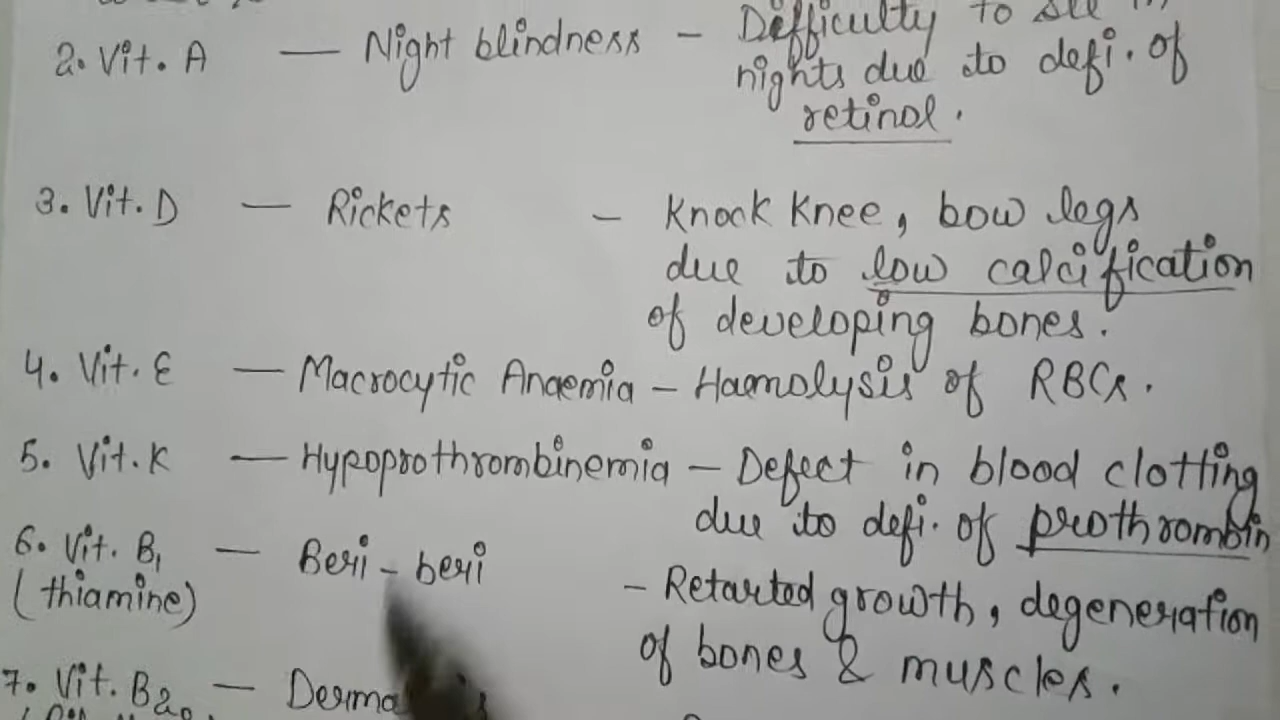 2. Vit. A — Night blindness - Difficulty to see in
nights due to defi. of
retinol.
3. Vit. D — Rickets - Knock Knee, bow legs
due to low calcification
of developing bones.
4. Vit. E — Macrocytic Anaemia - Haemolysis of RBCs.
5. Vit. K — Hypoprothrombinemia - Defect in blood clotting
due to defi. of prothrombin
6. Vit. B₁ — Beri-beri
(thiamine) - Retarted growth, degeneration
of bones & muscles.
7. Vit. B₂ —